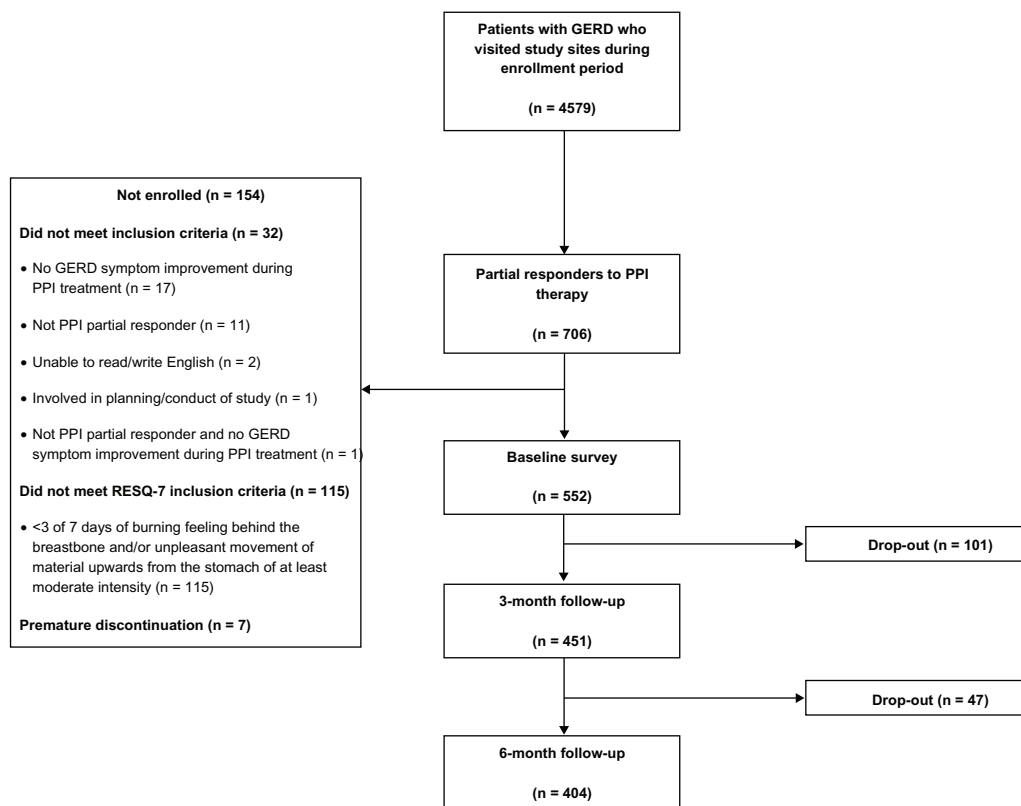 Patients with GERD who
visited study sites during
enrollment period
(n = 4579)
Not enrolled (n = 154)
Did not meet inclusion criteria (n = 32)
• No GERD symptom improvement during
PPI treatment (n = 17)
• Not PPI partial responder (n = 11)
• Unable to read/write English (n = 2)
• Involved in planning/conduct of study (n = 1)
• Not PPI partial responder and no GERD
symptom improvement during PPI treatment (n = 1)
Did not meet RESQ-7 inclusion criteria (n = 115)
• <3 of 7 days of burning feeling behind the
breastbone and/or unpleasant movement of
material upwards from the stomach of at least
moderate intensity (n = 115)
Premature discontinuation (n = 7)
Partial responders to PPI
therapy
(n = 706)
Baseline survey
(n = 552)
Drop-out (n = 101)
3-month follow-up
(n = 451)
Drop-out (n = 47)
6-month follow-up
(n = 404)